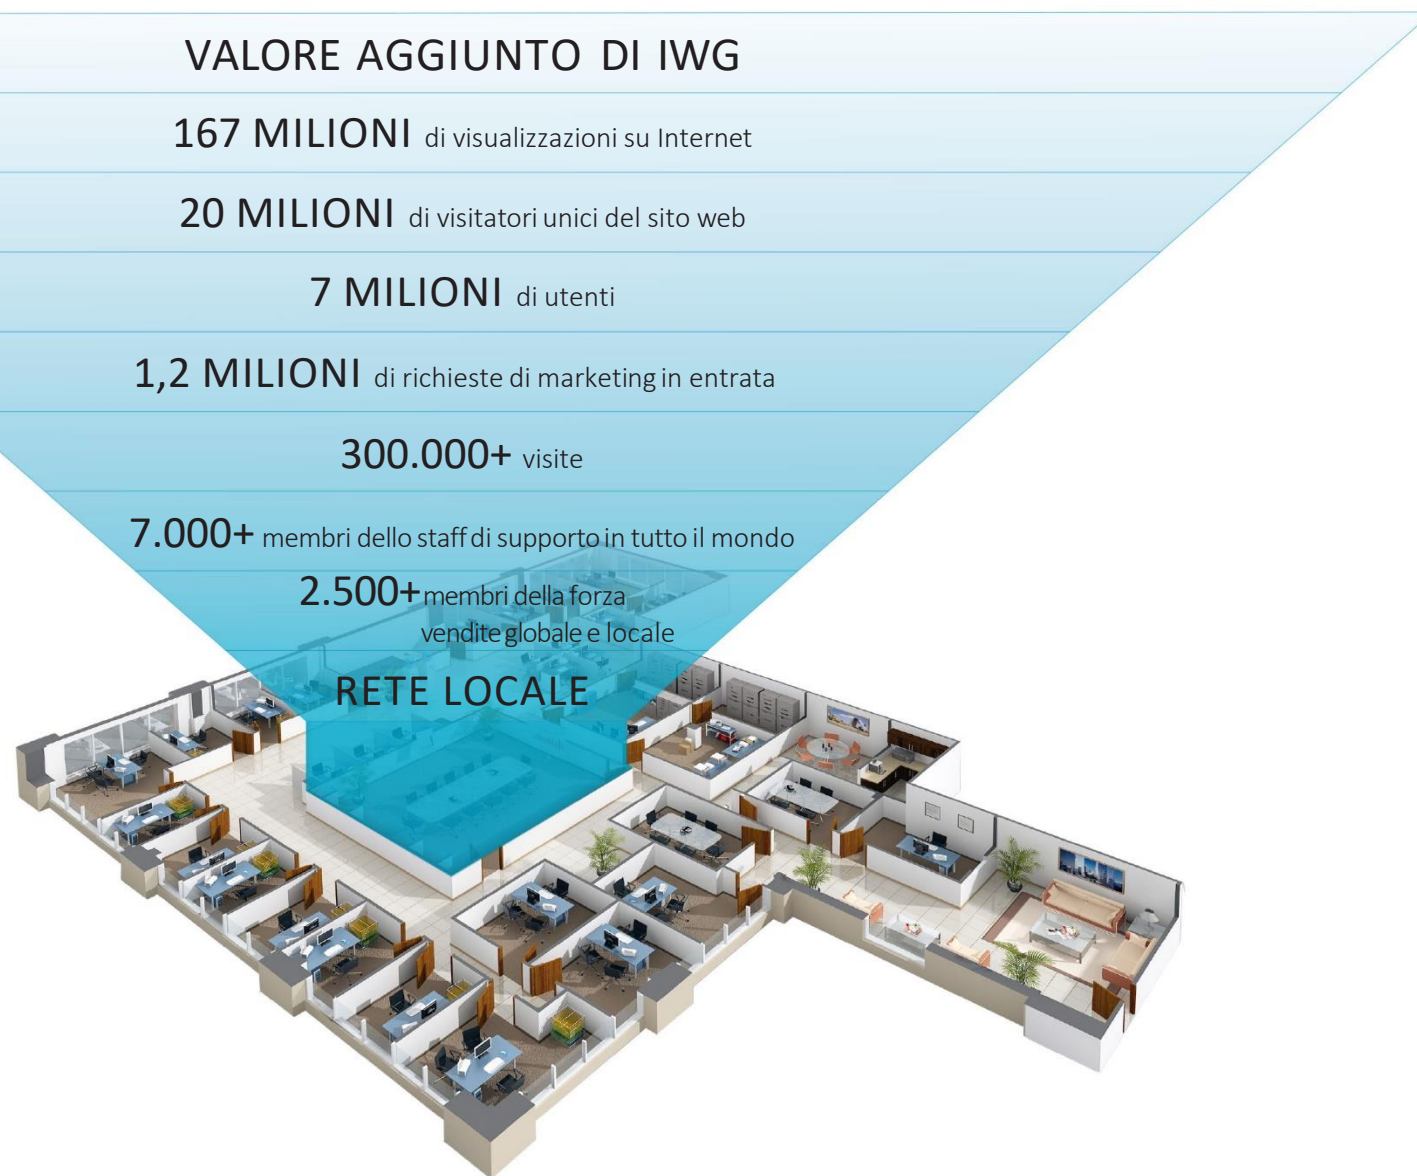 VALORE AGGIUNTO DI IWG
167 MILIONI di visualizzazioni su Internet
20 MILIONI di visitatori unici del sito web
7 MILIONI di utenti
1,2 MILIONI di richieste di marketing in entrata
300.000+ visite
7.000+ membri dello staff di supporto in tutto il mondo
2.500+ membri della forza
vendite globale e locale
RETE LOCALE